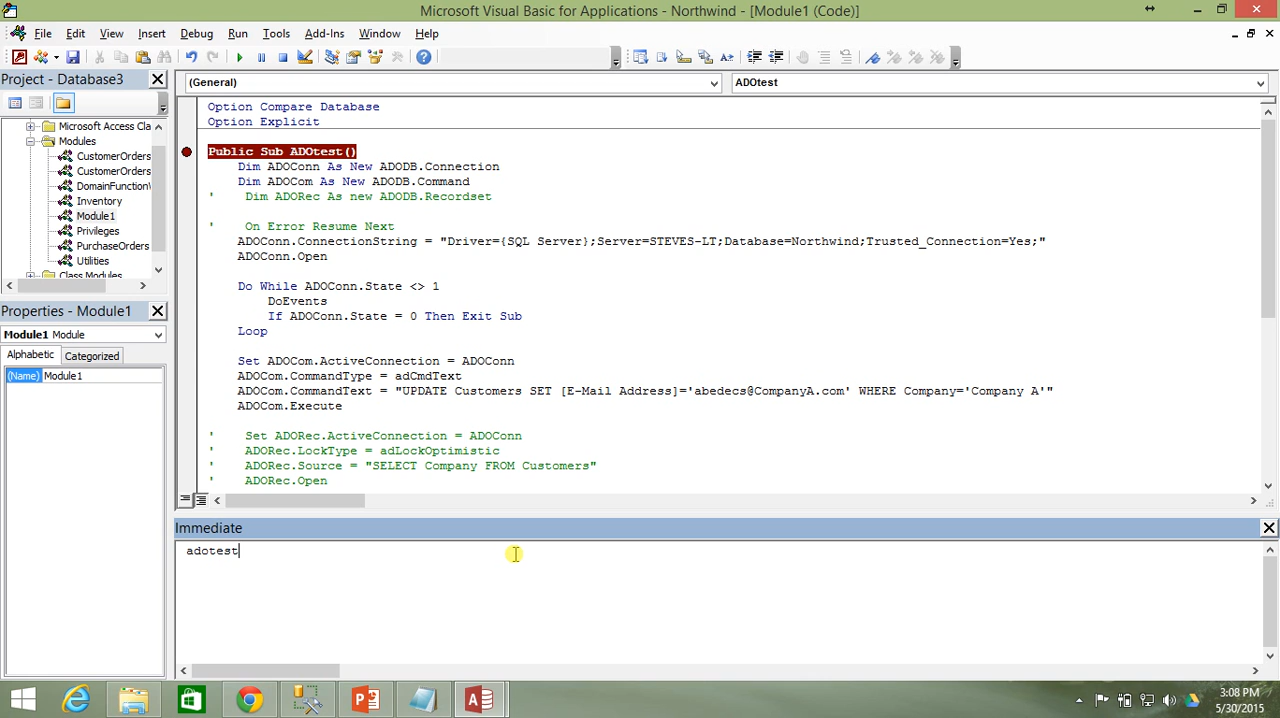 Microsoft Visual Basic for Applications - Northwind - [Module1 (Code)]
File Edit View Insert Debug Run Tools Add-Ins Window Help
Project - Database3
(General)
ADOtest
Microsoft Access Cla
Modules
CustomerOrders
CustomerOrders
DomainFunction
Inventory
Module1
Privileges
PurchaseOrders
Utilities
Class Modules
Properties - Module1
Module1 Module
Alphabetic Categorized
(Name) Module1
Option Compare Database
Option Explicit
Public Sub ADOtest()
Dim ADOConn As New ADODB.Connection
Dim ADOCom As New ADODB.Command
' Dim ADORec As new ADODB.Recordset
' On Error Resume Next
ADOConn.ConnectionString = "Driver={SQL Server};Server=STEVES-LT;Database=Northwind;Trusted_Connection=Yes;"
ADOConn.Open
Do While ADOConn.State <> 1
DoEvents
If ADOConn.State = 0 Then Exit Sub
Loop
Set ADOCom.ActiveConnection = ADOConn
ADOCom.CommandType = adCmdText
ADOCom.CommandText = "UPDATE Customers SET [E-Mail Address]='abedecs@CompanyA.com' WHERE Company='Company A'"
ADOCom.Execute
' Set ADORec.ActiveConnection = ADOConn
' ADORec.LockType = adLockOptimistic
' ADORec.Source = "SELECT Company FROM Customers"
' ADORec.Open
Immediate
adotest
3:08 PM
5/30/2015